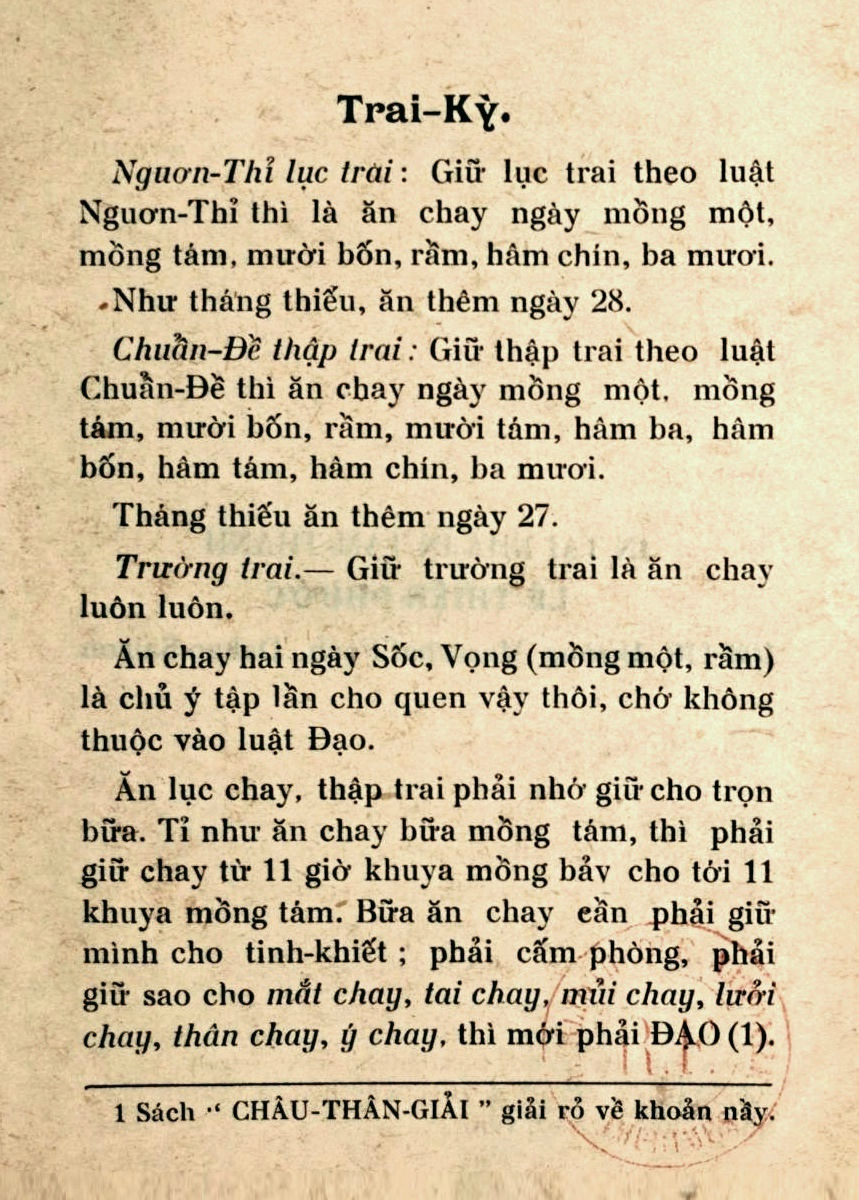 Trai-Kỳ.
Nguơn-Thỉ lục trai : Giữ lục trai theo luật
Nguơn-Thỉ thì là ăn chay ngày mồng một,
mồng tám, mười bốn, rằm, hâm chín, ba mươi.
Như tháng thiếu, ăn thêm ngày 28.
Chuẩn-Đề thập trai : Giữ thập trai theo luật
Chuẩn-Đề thì ăn chay ngày mồng một, mồng
tám, mười bốn, rằm, mười tám, hâm ba, hâm
bốn, hâm tám, hâm chín, ba mươi.
Tháng thiếu ăn thêm ngày 27.
Trường trai.— Giữ trường trai là ăn chay
luôn luôn.
Ăn chay hai ngày Sốc, Vọng (mồng một, rằm)
là chủ ý tập lần cho quen vậy thôi, chớ không
thuộc vào luật Đạo.
Ăn lục chay, thập trai phải nhớ giữ cho trọn
bữa. Tỉ như ăn chay bữa mồng tám, thì phải
giữ chay từ 11 giờ khuya mồng bảy cho tới 11
khuya mồng tám. Bữa ăn chay cần phải giữ
mình cho tinh-khiết ; phải cấm phòng, phải
giữ sao cho mắt chay, tai chay, mủi chay, lưởi
chay, thân chay, ý chay, thì mới phải ĐẠO (1).
1 Sách “ CHÂU-THÂN-GIẢI ” giải rỏ về khoản nầy.